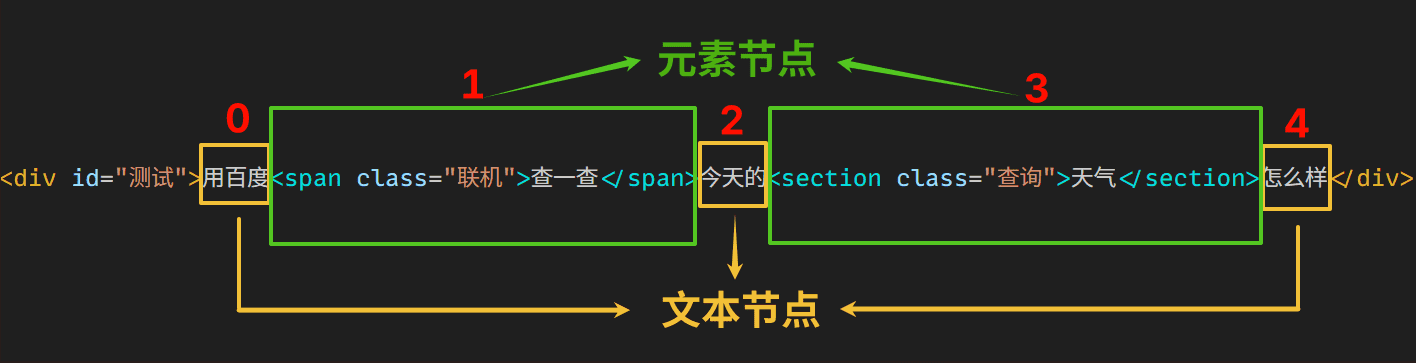 元素节点
1
3
0
2
4
<div id="测试">用百度<span class="联机">查一查</span>今天的<section class="查询">天气</section>怎么样</div>
文本节点